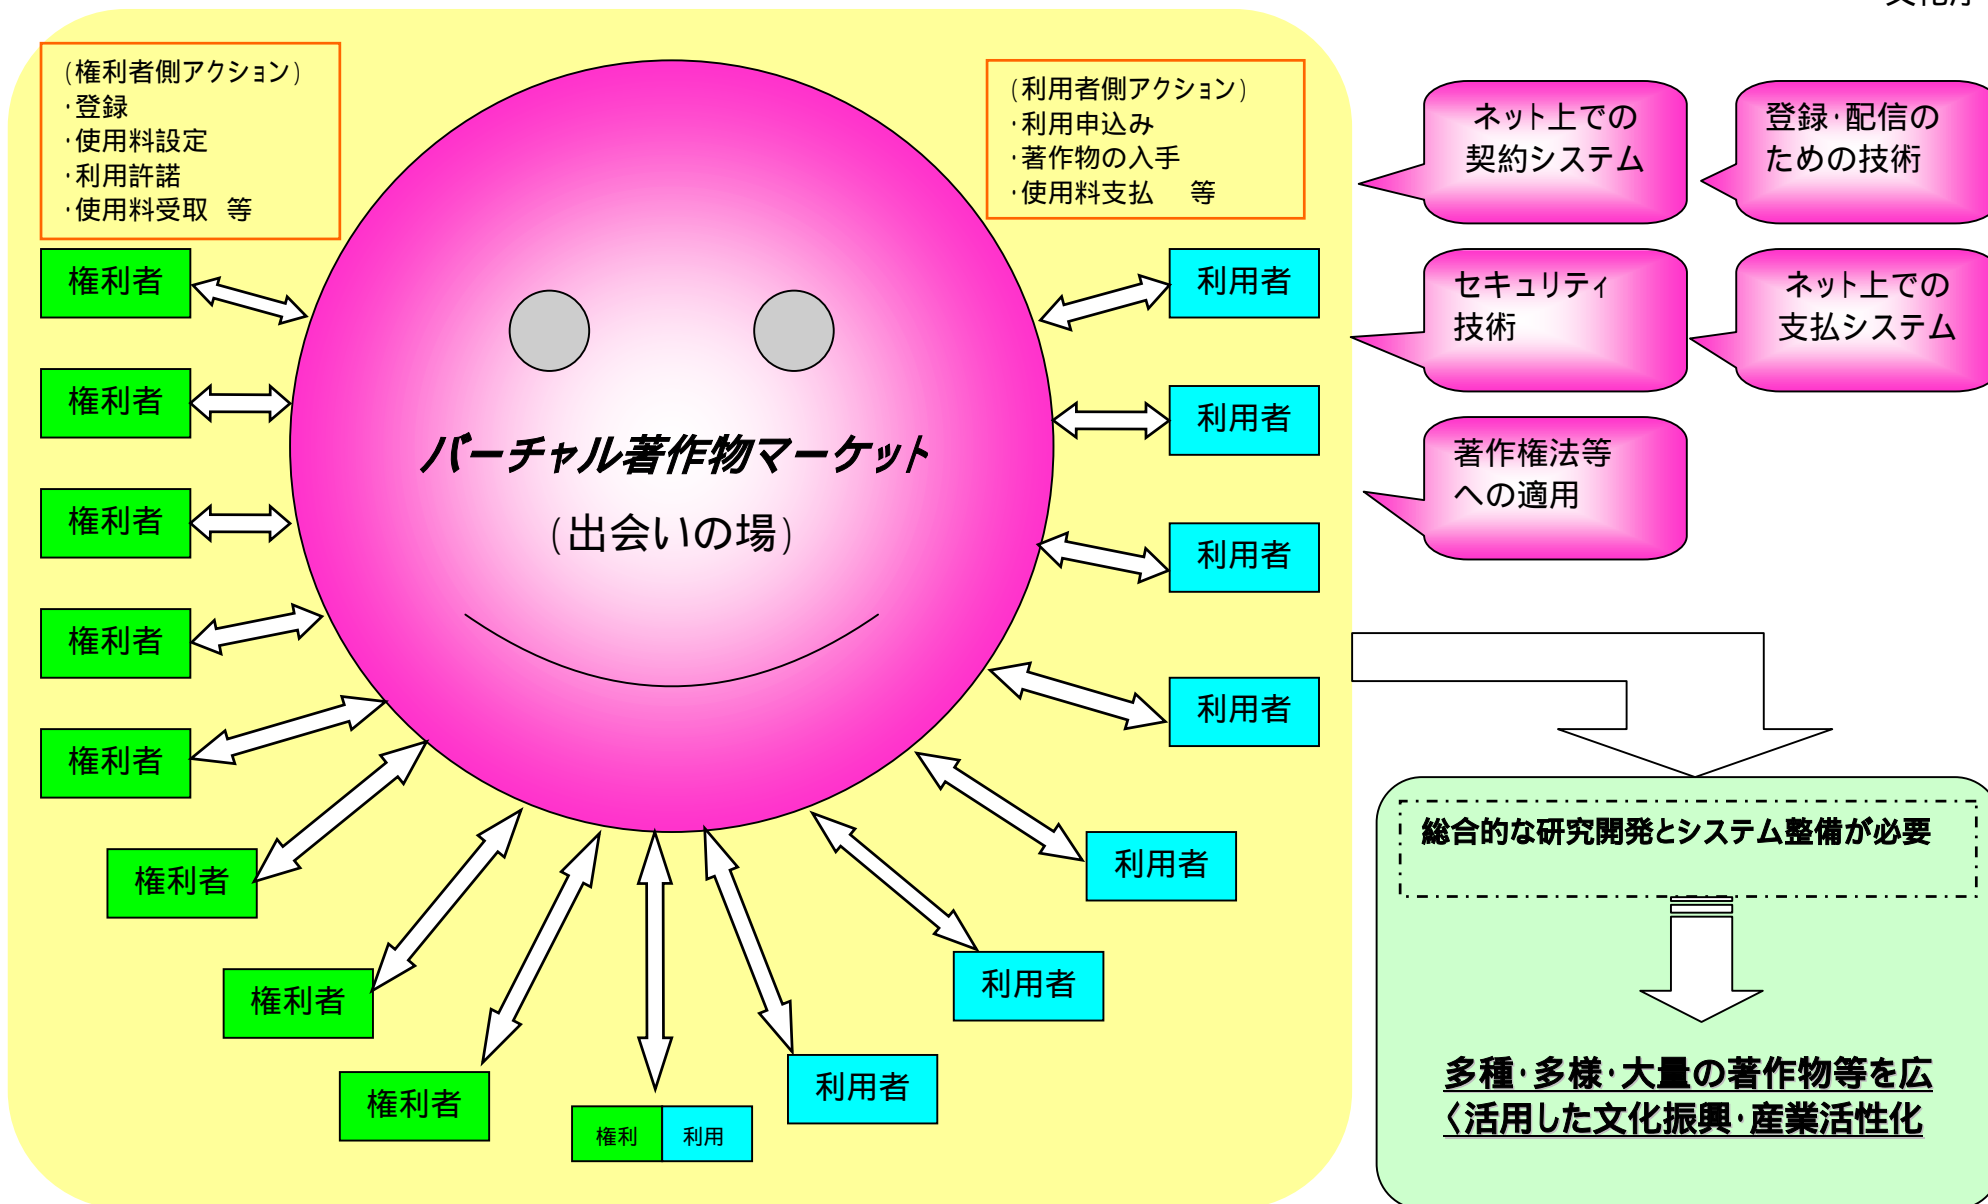 (権利者側アクション)
・登録
・使用料設定
・利用許諾
・使用料受取 等
(利用者側アクション)
・利用申込み
・著作物の入手
・使用料支払 等
権利者
権利者
権利者
権利者
権利者
権利者
権利者
権利者
バーチャル著作物マーケット
(出会いの場)
利用者
利用者
利用者
利用者
利用者
利用者
利用者
権利
利用
ネット上での
契約システム
登録・配信の
ための技術
セキュリティ
技術
ネット上での
支払システム
著作権法等
への適用
総合的な研究開発とシステム整備が必要
多種・多様・大量の著作物等を広
く活用した文化振興・産業活性化